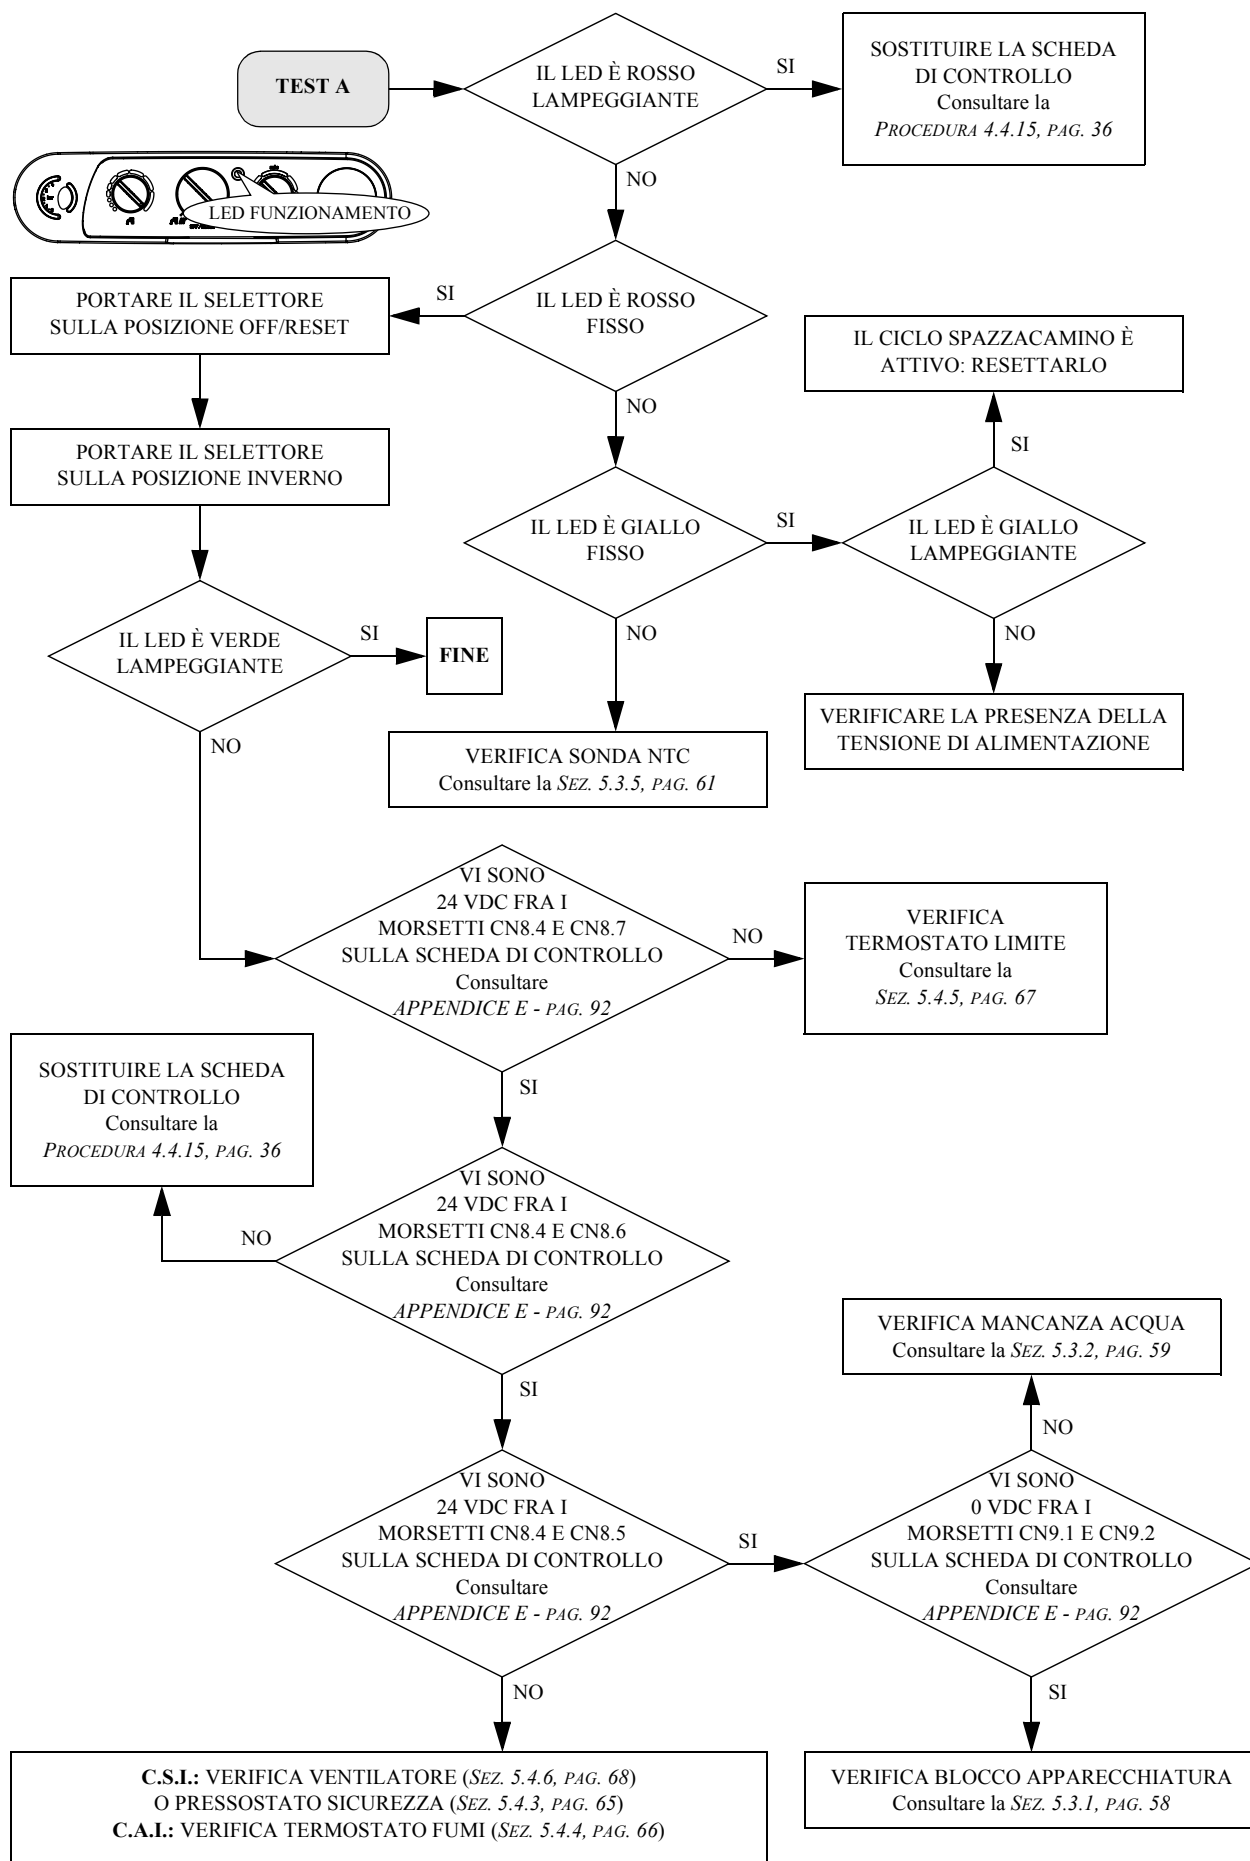 TEST A
IL LED È ROSSO
LAMPEGGIANTE
SI
SOSTITUIRE LA SCHEDA
DI CONTROLLO
Consultare la
PROCEDURA 4.4.15, PAG. 36
NO
LED FUNZIONAMENTO
PORTARE IL SELETTORE
SULLA POSIZIONE OFF/RESET
SI
IL LED È ROSSO
FISSO
IL CICLO SPAZZACAMINO È
ATTIVO: RESETTARLO
NO
SI
PORTARE IL SELETTORE
SULLA POSIZIONE INVERNO
IL LED È GIALLO
FISSO
SI
IL LED È GIALLO
LAMPEGGIANTE
NO
NO
IL LED È VERDE
LAMPEGGIANTE
SI
FINE
VERIFICARE LA PRESENZA DELLA
TENSIONE DI ALIMENTAZIONE
NO
VERIFICA SONDA NTC
Consultare la SEZ. 5.3.5, PAG. 61
VI SONO
24 VDC FRA I
MORSETTI CN8.4 E CN8.7
SULLA SCHEDA DI CONTROLLO
Consultare
APPENDICE E - PAG. 92
NO
VERIFICA
TERMOSTATO LIMITE
Consultare la
SEZ. 5.4.5, PAG. 67
SI
SOSTITUIRE LA SCHEDA
DI CONTROLLO
Consultare la
PROCEDURA 4.4.15, PAG. 36
NO
VI SONO
24 VDC FRA I
MORSETTI CN8.4 E CN8.6
SULLA SCHEDA DI CONTROLLO
Consultare
APPENDICE E - PAG. 92
VERIFICA MANCANZA ACQUA
Consultare la SEZ. 5.3.2, PAG. 59
SI
NO
VI SONO
24 VDC FRA I
MORSETTI CN8.4 E CN8.5
SULLA SCHEDA DI CONTROLLO
Consultare
APPENDICE E - PAG. 92
SI
VI SONO
0 VDC FRA I
MORSETTI CN9.1 E CN9.2
SULLA SCHEDA DI CONTROLLO
Consultare
APPENDICE E - PAG. 92
NO
SI
C.S.I.: VERIFICA VENTILATORE (SEZ. 5.4.6, PAG. 68)
O PRESSOSTATO SICUREZZA (SEZ. 5.4.3, PAG. 65)
C.A.I.: VERIFICA TERMOSTATO FUMI (SEZ. 5.4.4, PAG. 66)
VERIFICA BLOCCO APPARECCHIATURA
Consultare la SEZ. 5.3.1, PAG. 58